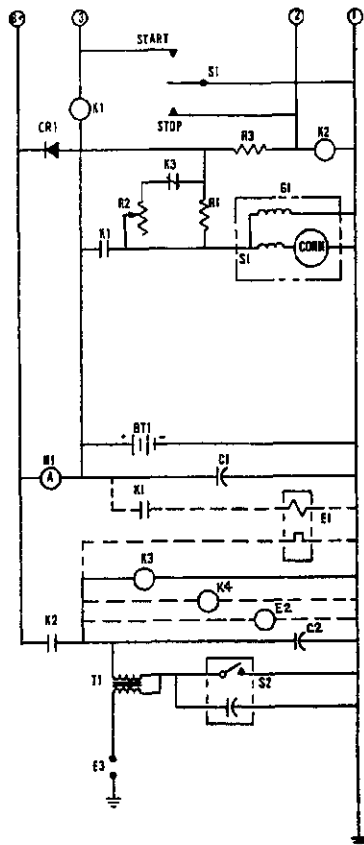 B+ 3 2 1
START
S1
K1
STOP
CR1
R3
K2
K3
G1
R2
R1
K1
S1
COMM
BT1
+ -
M1
A
C1
K1
E1
K3
K4
E2
K2
C2
T1
S2
E3